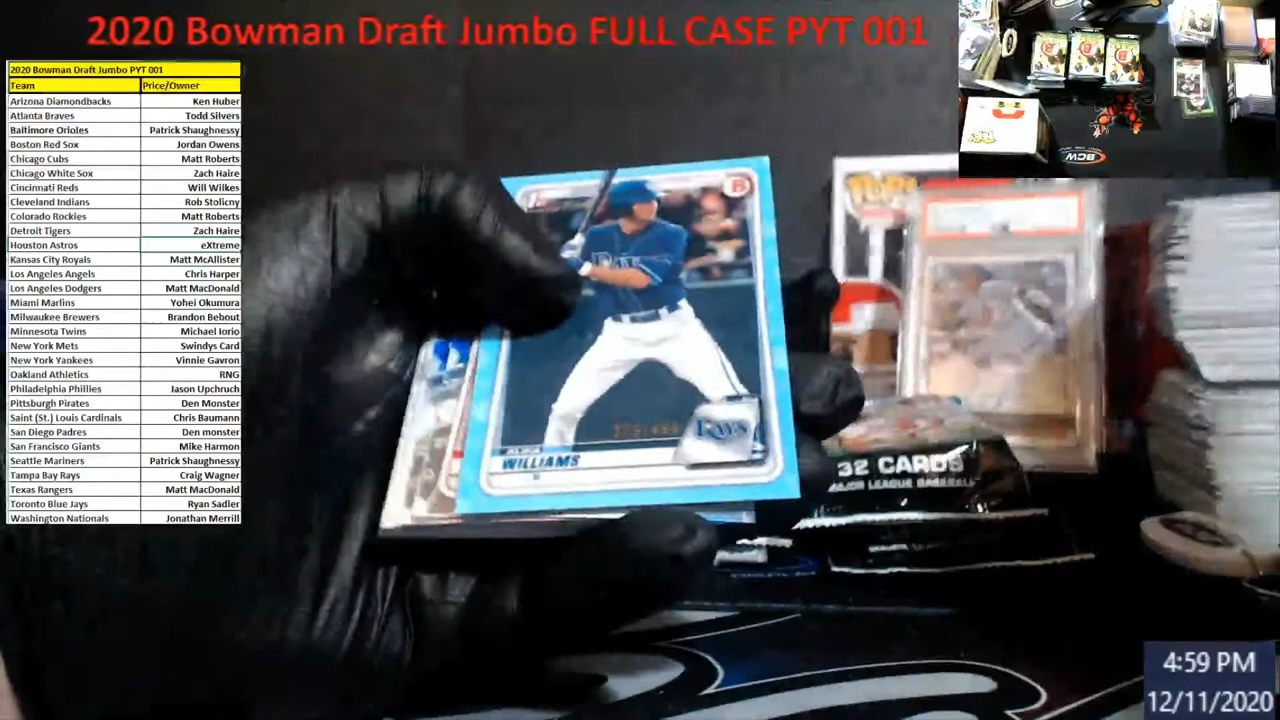 2020 Bowman Draft Jumbo FULL CASE PYT 001
2020 Bowman Draft Jumbo PYT 001
Team Price/Owner
Arizona Diamondbacks Ken Huber
Atlanta Braves Todd Silvers
Baltimore Orioles Patrick Shaughnessy
Boston Red Sox Jordan Owens
Chicago Cubs Matt Roberts
Chicago White Sox Zach Haire
Cincinnati Reds Will Wilkes
Cleveland Indians Rob Stolicny
Colorado Rockies Matt Roberts
Detroit Tigers Zach Haire
Houston Astros eXtreme
Kansas City Royals Matt McAllister
Los Angeles Angels Chris Harper
Los Angeles Dodgers Matt MacDonald
Miami Marlins Yohei Okumura
Milwaukee Brewers Brandon Bebout
Minnesota Twins Michael Iorio
New York Mets Swindys Card
New York Yankees Vinnie Gavron
Oakland Athletics RNG
Philadelphia Phillies Jason Upchruch
Pittsburgh Pirates Den Monster
Saint (St.) Louis Cardinals Chris Baumann
San Diego Padres Den monster
San Francisco Giants Mike Harmon
Seattle Mariners Patrick Shaughnessy
Tampa Bay Rays Craig Wagner
Texas Rangers Matt MacDonald
Toronto Blue Jays Ryan Sadier
Washington Nationals Jonathan Merrill
BCW
POP!
B
RAYS
WILLIAMS
32 CARDS
MAJOR LEAGUE BASEBALL
4:59 PM
12/11/2020